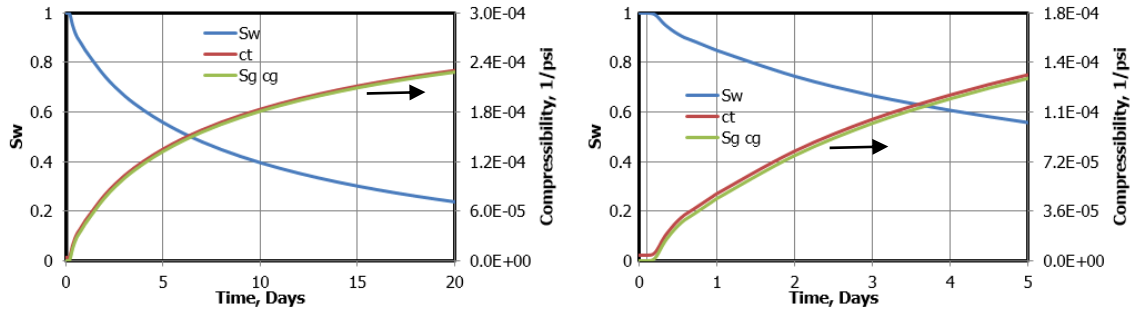 1
0.8
0.6
0.4
0.2
0
Sw
0
5
10
15
20
Time, Days
3.0E-04
2.4E-04
1.8E-04
1.2E-04
6.0E-05
0.0E+00
Compressibility, 1/psi
Sw
ct
Sg cg
1
0.8
0.6
0.4
0.2
0
Sw
0
1
2
3
4
5
Time, Days
1.8E-04
1.4E-04
1.1E-04
7.2E-05
3.6E-05
0.0E+00
Compressibility, 1/psi
Sw
ct
Sg cg